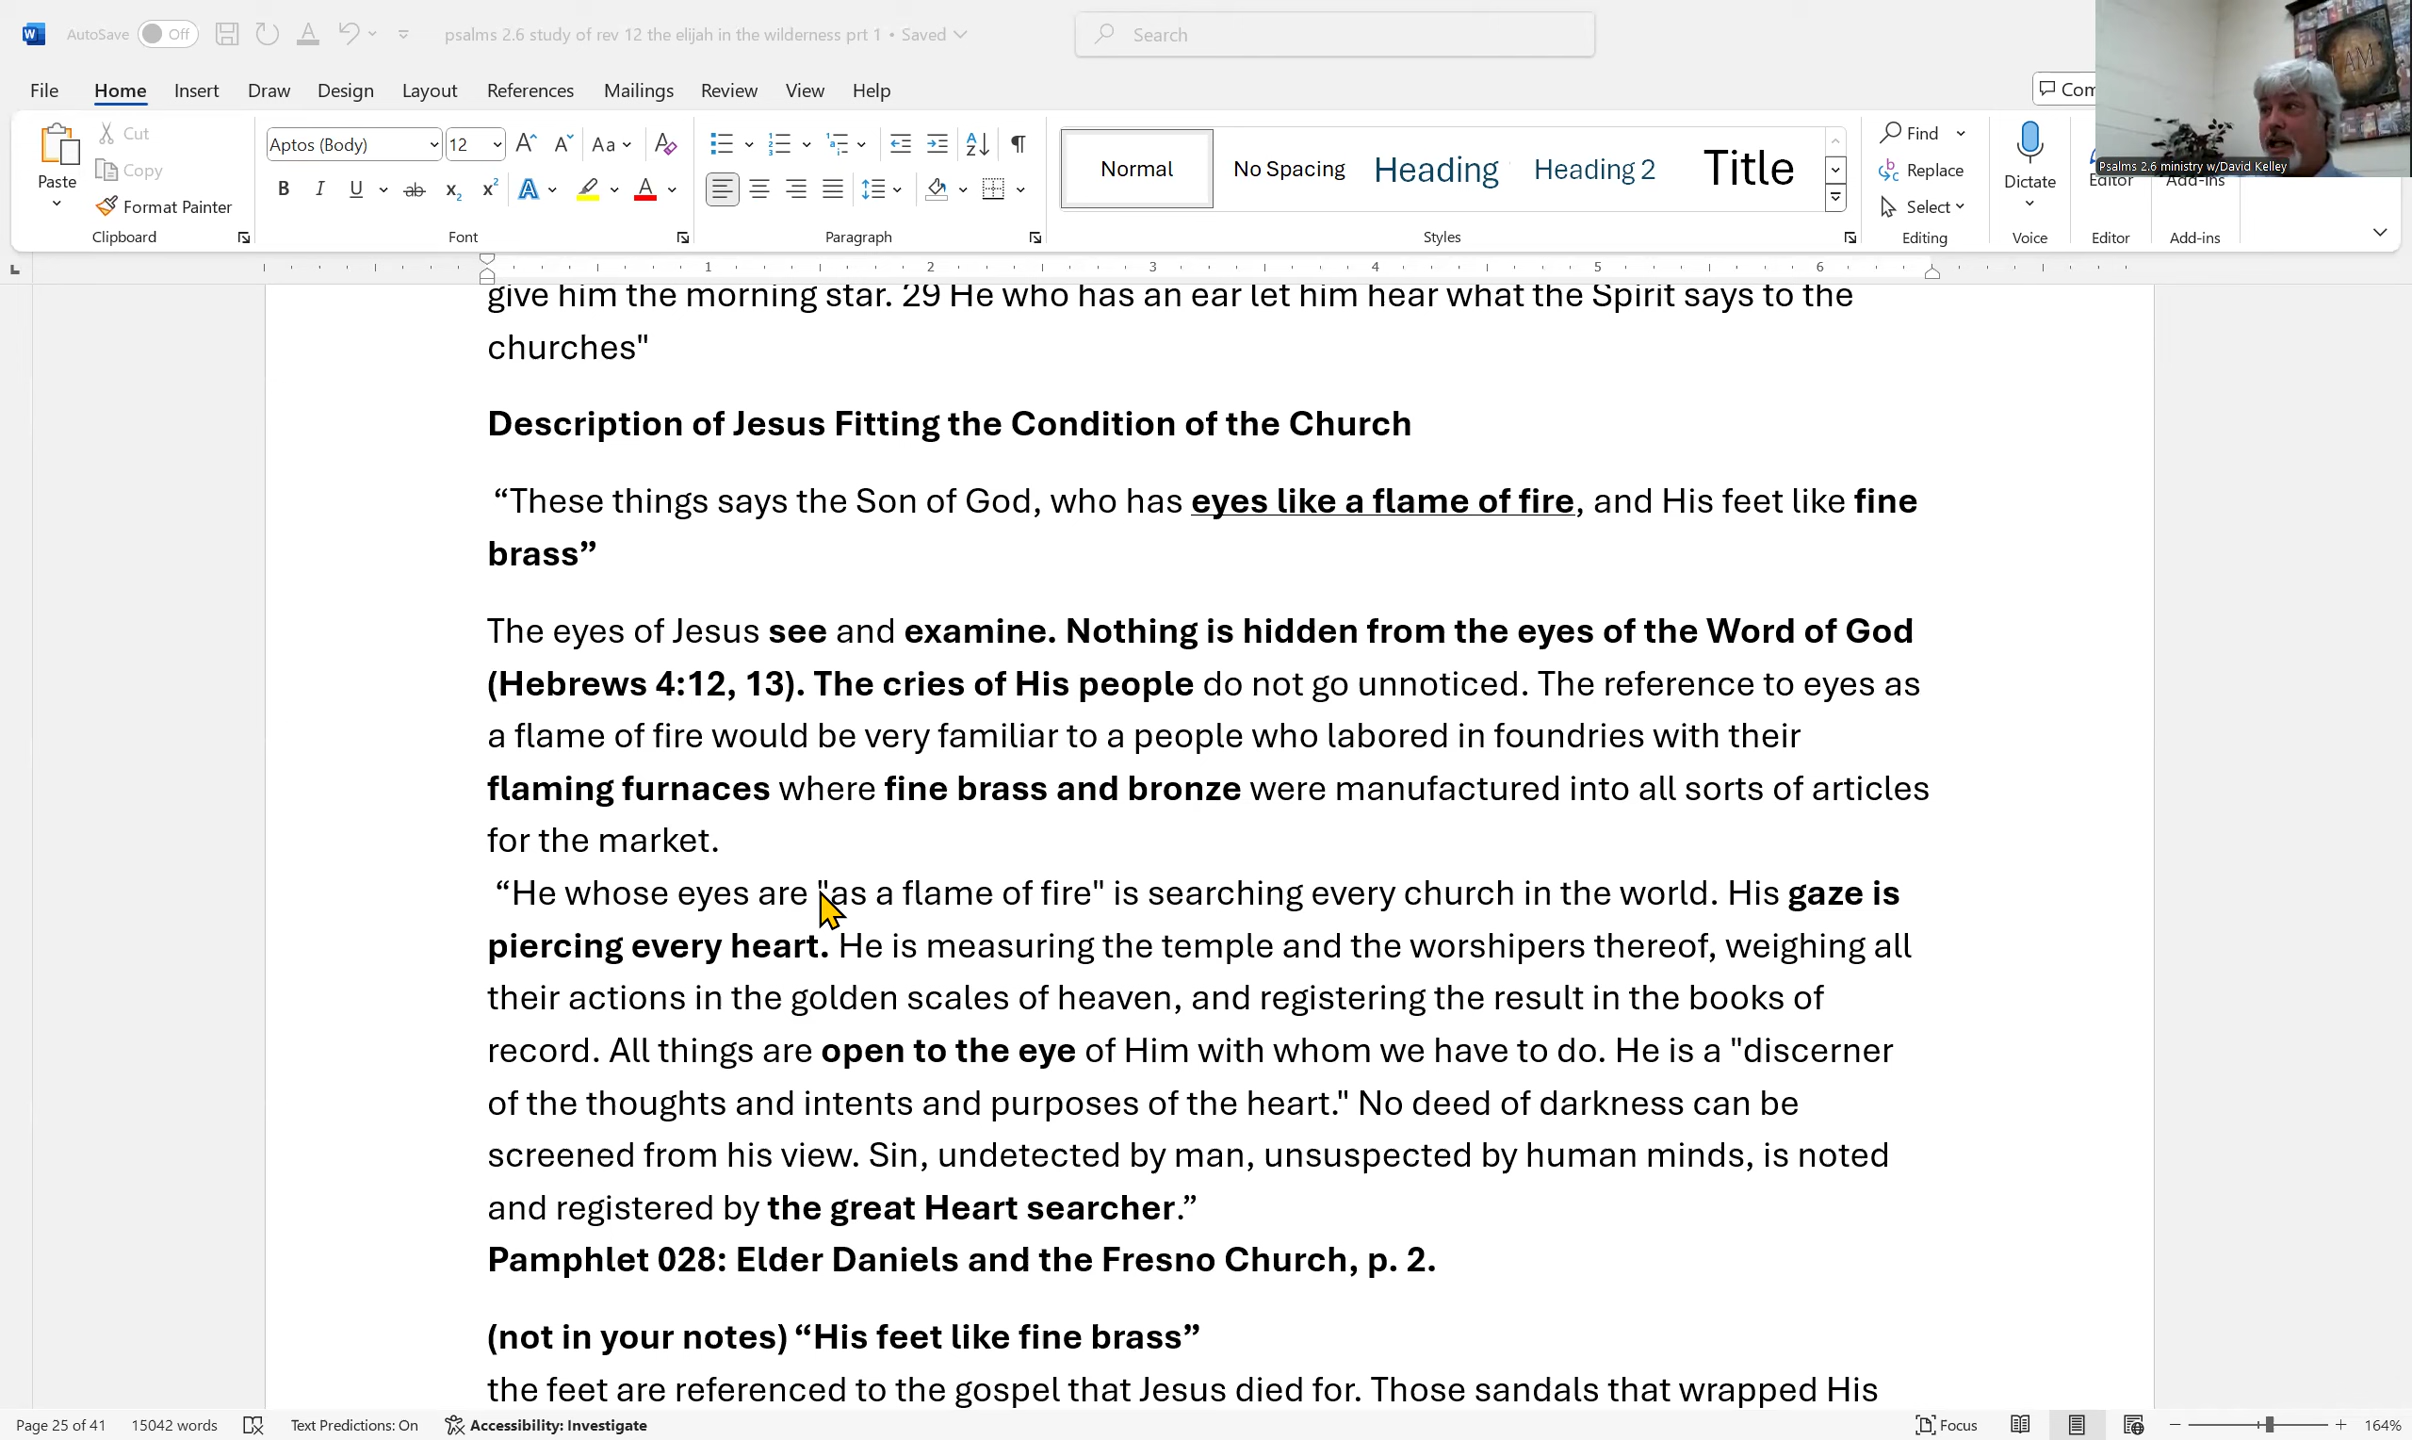 AutoSave Off psalms 2.6 study of rev 12 the elijah in the wilderness prt 1 • Saved Search
File Home Insert Draw Design Layout References Mailings Review View Help Com
Paste Cut Copy Format Painter Clipboard
Aptos (Body) 12 Aa B I U ab x₂ x² A A Font
Paragraph
Normal No Spacing Heading Heading 2 Title Styles
Find Replace Select Editing
Dictate Voice
Editor Editor
Add-ins Add-ins
I AM
Psalms 2.6 ministry w/David Kelley
1 2 3 4 5 6
give him the morning star. 29 He who has an ear let him hear what the Spirit says to the
churches"
Description of Jesus Fitting the Condition of the Church
“These things says the Son of God, who has eyes like a flame of fire, and His feet like fine
brass”
The eyes of Jesus see and examine. Nothing is hidden from the eyes of the Word of God
(Hebrews 4:12, 13). The cries of His people do not go unnoticed. The reference to eyes as
a flame of fire would be very familiar to a people who labored in foundries with their
flaming furnaces where fine brass and bronze were manufactured into all sorts of articles
for the market.
“He whose eyes are "as a flame of fire" is searching every church in the world. His gaze is
piercing every heart. He is measuring the temple and the worshipers thereof, weighing all
their actions in the golden scales of heaven, and registering the result in the books of
record. All things are open to the eye of Him with whom we have to do. He is a "discerner
of the thoughts and intents and purposes of the heart." No deed of darkness can be
screened from his view. Sin, undetected by man, unsuspected by human minds, is noted
and registered by the great Heart searcher.”
Pamphlet 028: Elder Daniels and the Fresno Church, p. 2.
(not in your notes) “His feet like fine brass”
the feet are referenced to the gospel that Jesus died for. Those sandals that wrapped His
Page 25 of 41 15042 words Text Predictions: On Accessibility: Investigate Focus 164%